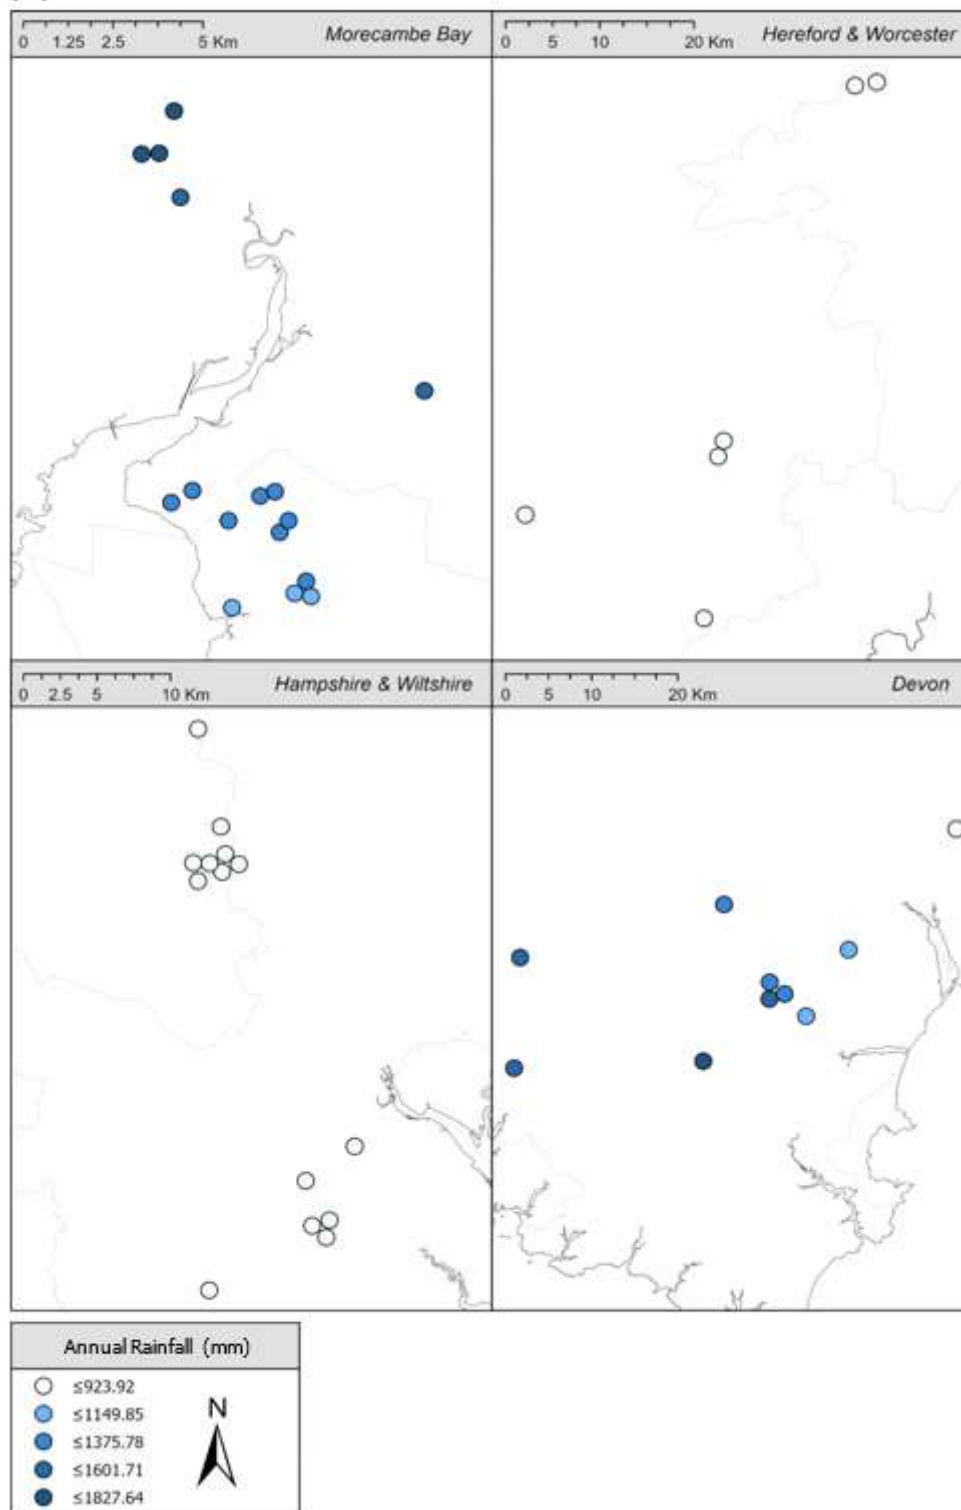 0 1.25 2.5 5 Km Morecambe Bay
0 5 10 20 Km Hereford & Worcester
0 2.5 5 10 Km Hampshire & Wiltshire
0 5 10 20 Km Devon
Annual Rainfall (mm)
≤923.92
≤1149.85
≤1375.78
≤1601.71
≤1827.64
N